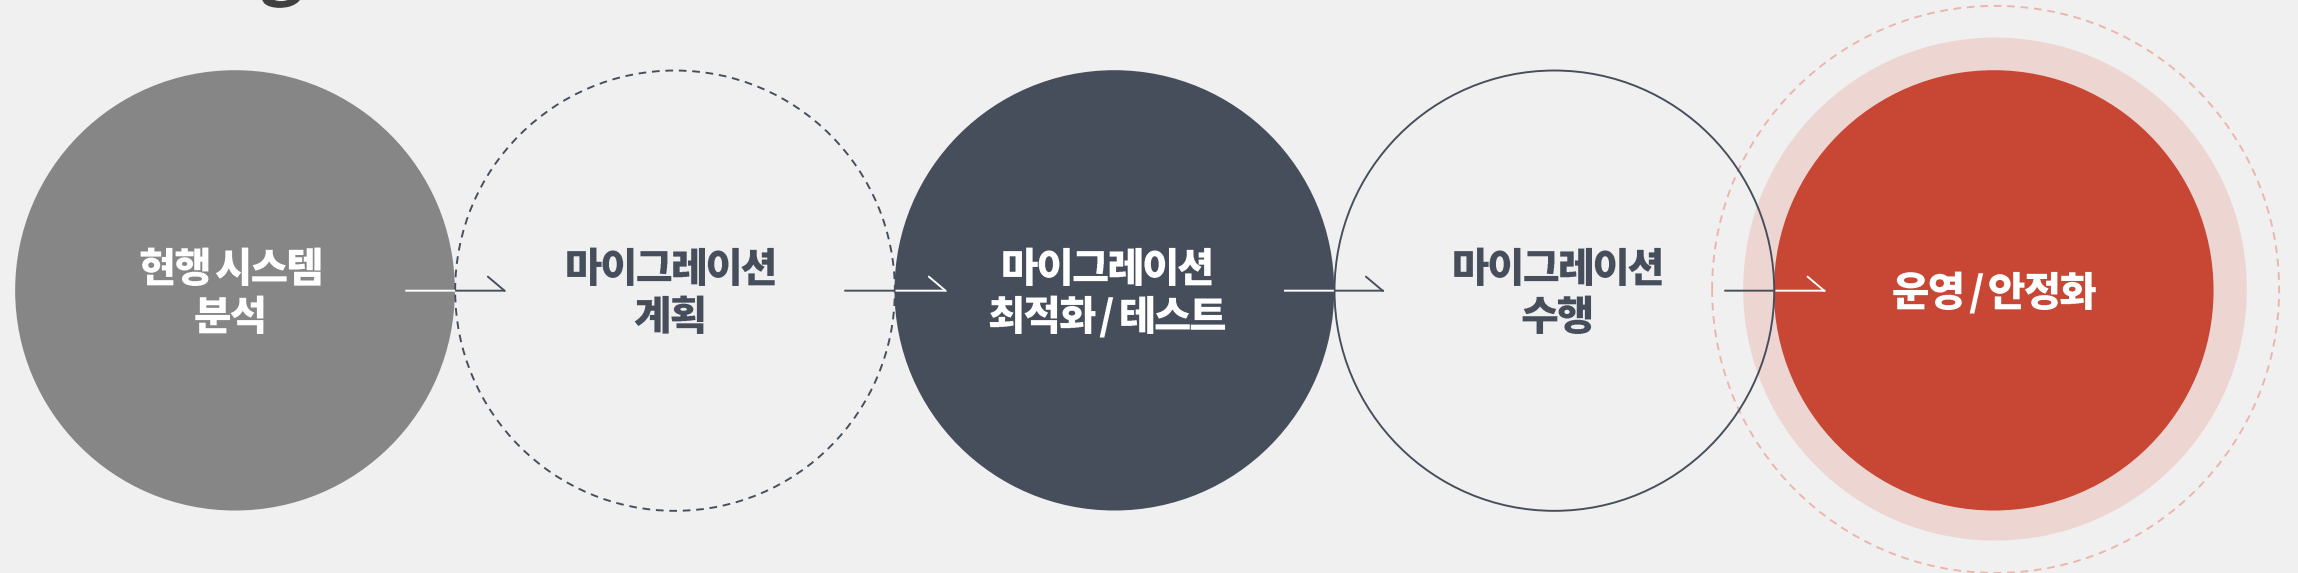 현행 시스템
분석
마이그레이션
계획
마이그레이션
최적화 / 테스트
마이그레이션
수행
운영 / 안정화